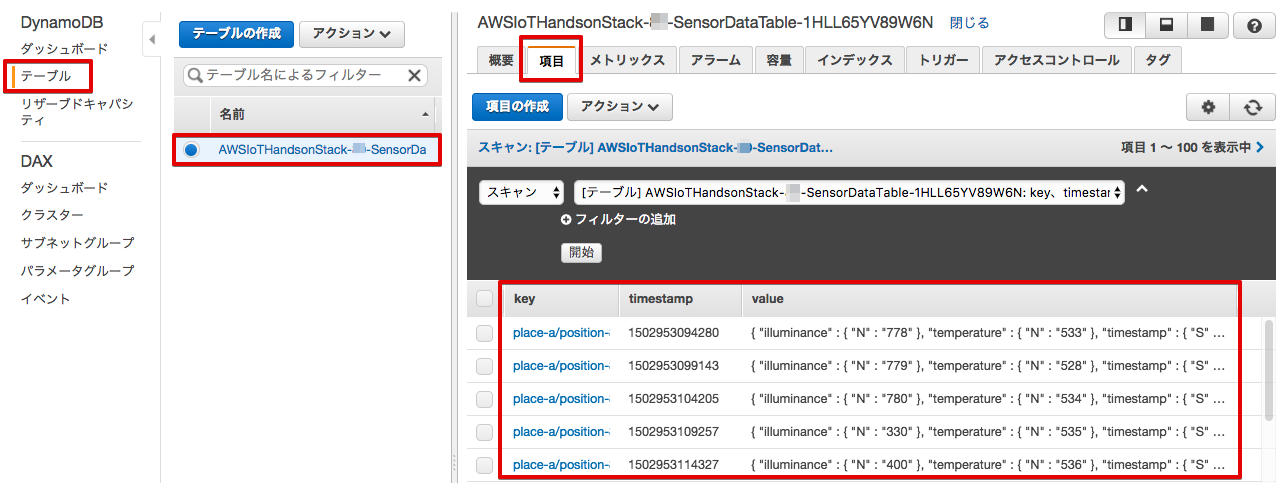 DynamoDB
ダッシュボード
テーブル
リザーブドキャパシ
ティ
DAX
ダッシュボード
クラスター
サブネットグループ
パラメータグループ
イベント
テーブルの作成 アクション
テーブル名によるフィルター
名前
AWSIoTHandsonStack- -SensorDa
AWSIoTHandsonStack- -SensorDataTable-1HLL65YV89W6N 閉じる
概要 項目 メトリックス アラーム 容量 インデックス トリガー アクセスコントロール タグ
項目の作成 アクション
スキャン: [テーブル] AWSIoTHandsonStack- -SensorDat… 項目 1 ～ 100 を表示中
スキャン [テーブル] AWSIoTHandsonStack- -SensorDataTable-1HLL65YV89W6N: key、timestam
フィルターの追加
開始
key timestamp value
place-a/position- 1502953094280 { "illuminance" : { "N" : "778" }, "temperature" : { "N" : "533" }, "timestamp" : { "S" …
place-a/position- 1502953099143 { "illuminance" : { "N" : "779" }, "temperature" : { "N" : "528" }, "timestamp" : { "S" …
place-a/position- 1502953104205 { "illuminance" : { "N" : "780" }, "temperature" : { "N" : "534" }, "timestamp" : { "S" …
place-a/position- 1502953109257 { "illuminance" : { "N" : "330" }, "temperature" : { "N" : "535" }, "timestamp" : { "S" …
place-a/position- 1502953114327 { "illuminance" : { "N" : "400" }, "temperature" : { "N" : "536" }, "timestamp" : { "S" …